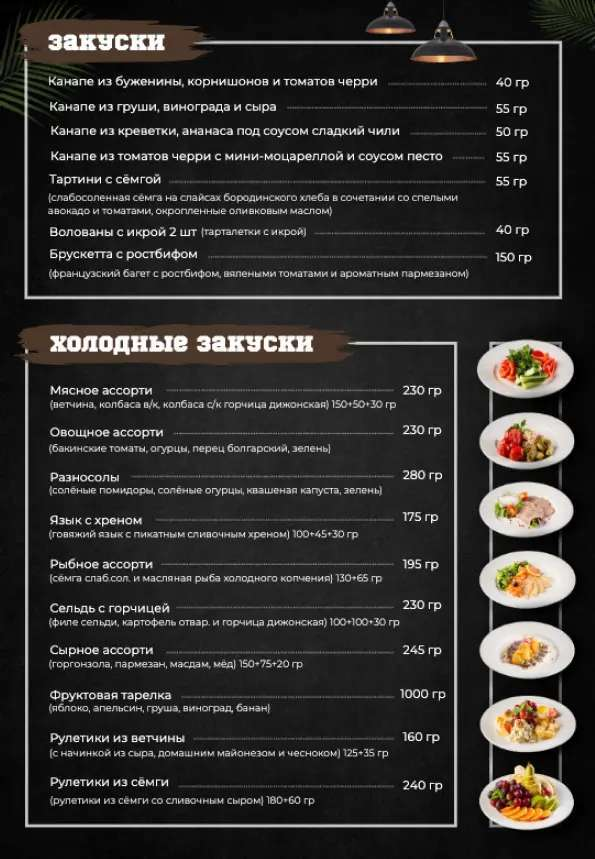 закуски
Канапе из буженины, корнишонов и томатов черри 40 гр
Канапе из груши, винограда и сыра 55 гр
Канапе из креветки, ананаса под соусом сладкий чили 50 гр
Канапе из томатов черри с мини-моцареллой и соусом песто 55 гр
Тартини с сёмгой 55 гр
(слабосоленная сёмга на слайсах бородинского хлеба в сочетании со спелыми
авокадо и томатами, окропленные оливковым маслом)
Волованы с икрой 2 шт (тарталетки с икрой) 40 гр
Брускетта с ростбифом 150 гр
(французский багет с ростбифом, вялеными томатами и ароматным пармезаном)
холодные закуски
Мясное ассорти 230 гр
(ветчина, колбаса в/к, колбаса с/к горчица дижонская) 150+50+30 гр
Овощное ассорти 230 гр
(бакинские томаты, огурцы, перец болгарский, зелень)
Разносолы 280 гр
(солёные помидоры, солёные огурцы, квашеная капуста, зелень)
Язык с хреном 175 гр
(говяжий язык с пикатным сливочным хреном) 100+45+30 гр
Рыбное ассорти 195 гр
(сёмга слаб.сол. и масляная рыба холодного копчения) 130+65 гр
Сельдь с горчицей 230 гр
(филе сельди, картофель отвар. и горчица дижонская) 100+100+30 гр
Сырное ассорти 245 гр
(горгонзола, пармезан, масдам, мёд) 150+75+20 гр
Фруктовая тарелка 1000 гр
(яблоко, апельсин, груша, виноград, банан)
Рулетики из ветчины 160 гр
(с начинкой из сыра, домашним майонезом и чесноком) 125+35 гр
Рулетики из сёмги 240 гр
(рулетики из сёмги со сливочным сыром) 180+60 гр